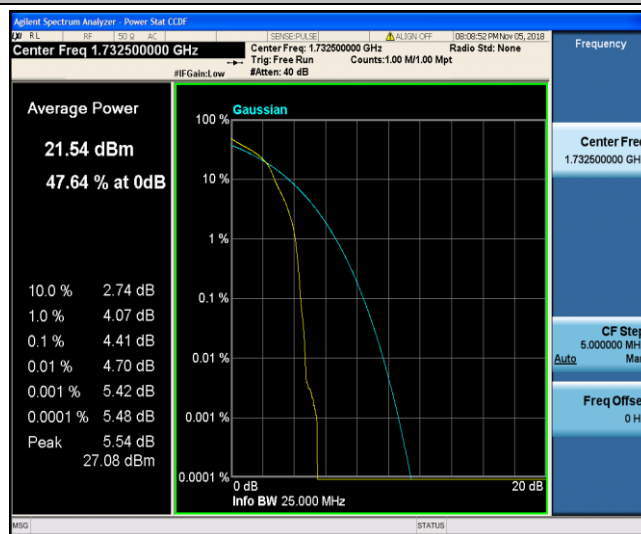 Agilent Spectrum Analyzer - Power Stat CCDF
RL RF 50 Ω AC SENSE:PULSE ALIGN OFF 08:08:52 PM Nov 05, 2018
Center Freq 1.732500000 GHz
Center Freq: 1.732500000 GHz Radio Std: None
Trig: Free Run Counts:1.00 M/1.00 Mpt
#IFGain:Low #Atten: 40 dB
Frequency
Average Power
21.54 dBm
47.64 % at 0dB
10.0 % 2.74 dB
1.0 % 4.07 dB
0.1 % 4.41 dB
0.01 % 4.70 dB
0.001 % 5.42 dB
0.0001 % 5.48 dB
Peak 5.54 dB
27.08 dBm
Gaussian
100 %
10 %
1 %
0.1 %
0.01 %
0.001 %
0.0001 %
0 dB 20 dB
Info BW 25.000 MHz
Center Fre
1.732500000 GH
CF Ste
5.000000 MH
Auto Ma
Freq Offse
0 H
MSG STATUS